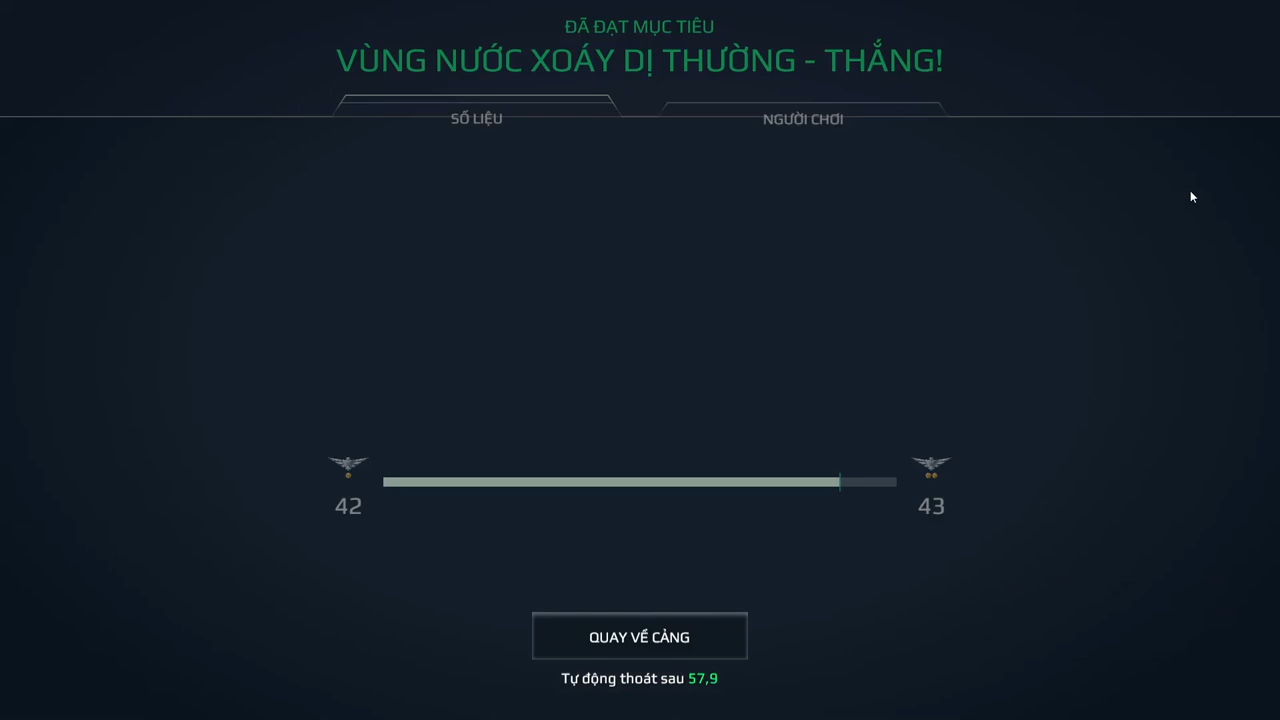 ĐÃ ĐẠT MỤC TIÊU
VÙNG NƯỚC XOÁY DỊ THƯỜNG - THẮNG!
SỐ LIỆU
NGƯỜI CHƠI
42
43
QUAY VỀ CẢNG
Tự động thoát sau 57,9